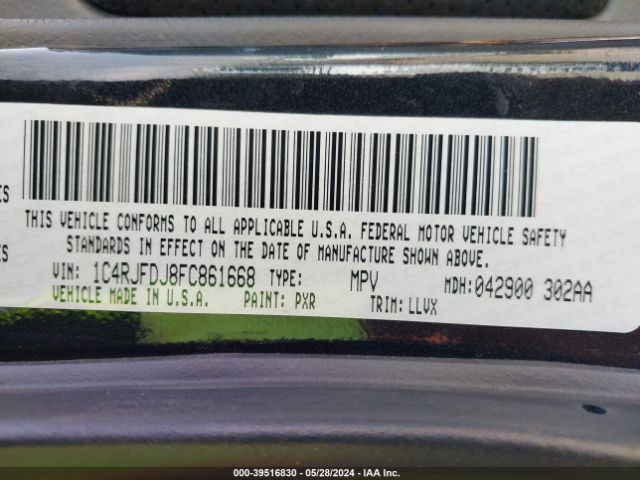 ES
THIS VEHICLE CONFORMS TO ALL APPLICABLE U.S.A. FEDERAL MOTOR VEHICLE SAFETY
ES STANDARDS IN EFFECT ON THE DATE OF MANUFACTURE SHOWN ABOVE.
VIN: 1C4RJFDJ8FC861668 TYPE: MPV MDH:042900 302AA
VEHICLE MADE IN U.S.A. PAINT: PXR TRIM:LLVX
000-39516830 - 05/28/2024 - IAA Inc.